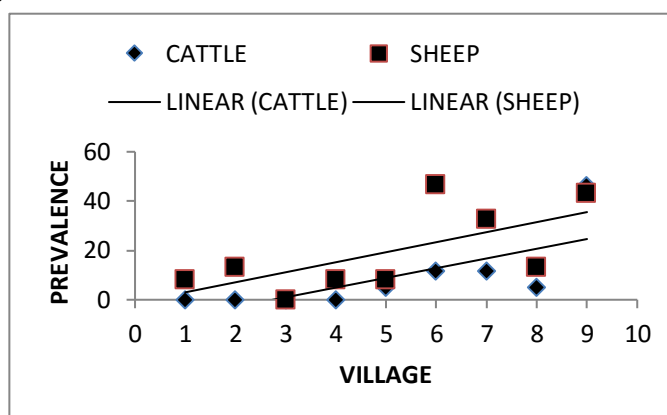 CATTLE SHEEP
LINEAR (CATTLE) LINEAR (SHEEP)
PREVALENCE
60
40
20
0
0 1 2 3 4 5 6 7 8 9 10
VILLAGE